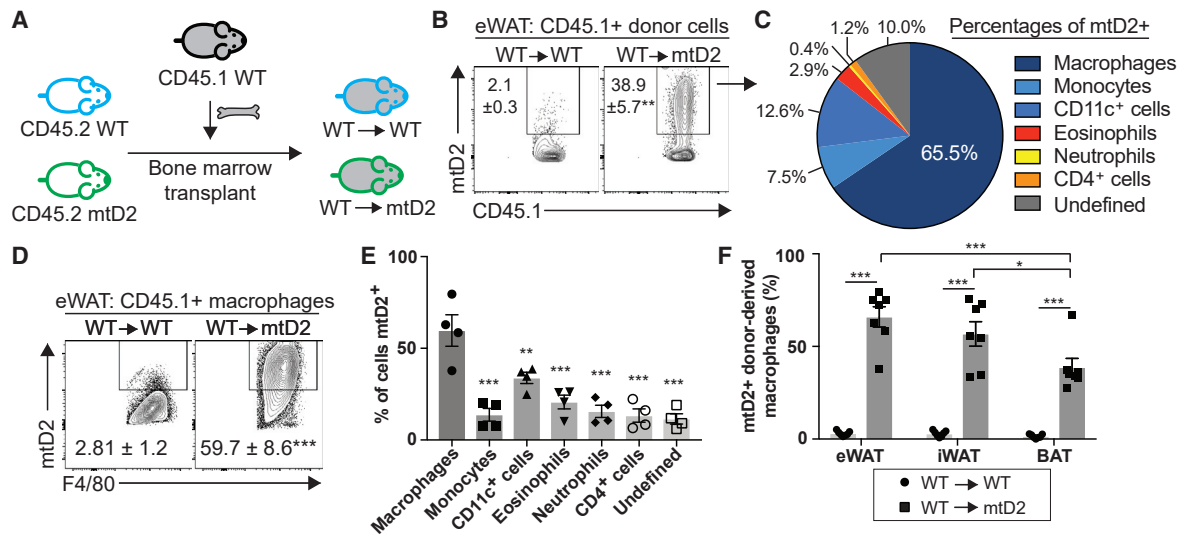 A
CD45.1 WT
CD45.2 WT
CD45.2 mtD2
Bone marrow
transplant
WT → WT
WT → mtD2
B
eWAT: CD45.1+ donor cells
WT → WT
WT → mtD2
2.1
±0.3
38.9
±5.7**
mtD2
CD45.1
C
Percentages of mtD2+
1.2%
10.0%
0.4%
2.9%
12.6%
7.5%
65.5%
Macrophages
Monocytes
CD11c⁺ cells
Eosinophils
Neutrophils
CD4⁺ cells
Undefined
D
eWAT: CD45.1+ macrophages
WT → WT
WT → mtD2
2.81 ± 1.2
59.7 ± 8.6***
mtD2
F4/80
E
% of cells mtD2⁺
100
50
0
***
**
***
***
***
***
Macrophages
Monocytes
CD11c⁺ cells
Eosinophils
Neutrophils
CD4⁺ cells
Undefined
F
mtD2+ donor-derived
macrophages (%)
100
50
0
***
*
***
***
***
eWAT
iWAT
BAT
WT → WT
WT → mtD2